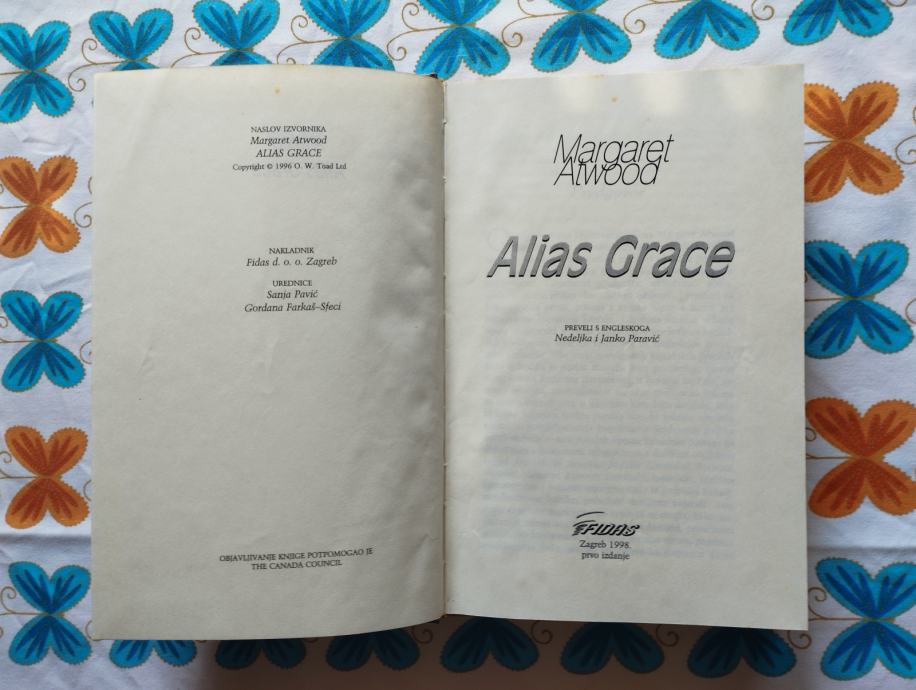 NASLOV IZVORNIKA
Margaret Atwood
ALIAS GRACE
Copyright © 1996 O. W. Toad Ltd
NAKLADNIK
Fidas d. o. o. Zagreb
UREDNICE
Sanja Pavić
Gordana Farkaš-Sfeci
OBJAVLJIVANJE KNJIGE POTPOMOGAO JE
THE CANADA COUNCIL
Margaret
Atwood
Alias Grace
PREVELI S ENGLESKOGA
Nedeljka i Janko Paravić
FIDAS
Zagreb 1998.
prvo izdanje